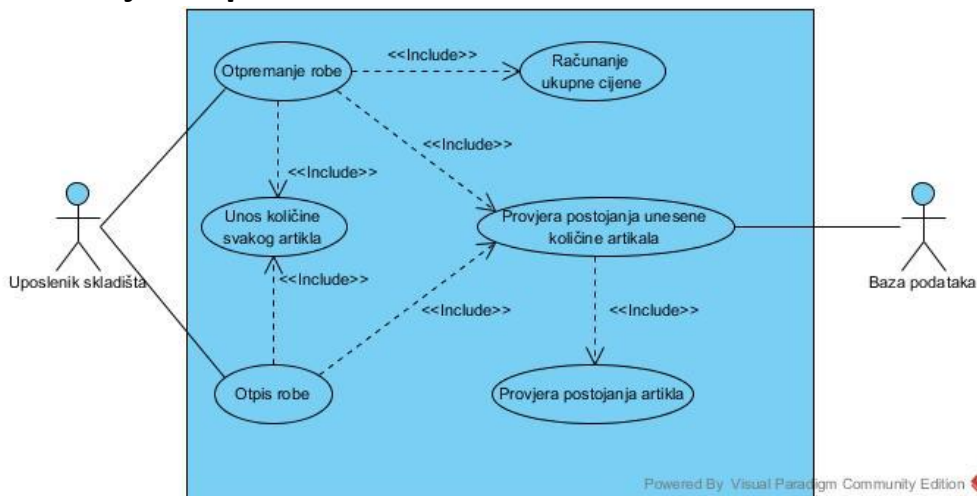 <<Include>>
Otpremanje robe
Računanje
ukupne cijene
<<Include>>
<<Include>>
Unos količine
svakog artikla
Provjera postojanja unesene
količine artikala
Uposlenik skladišta
Baza podataka
<<Include>>
<<Include>>
<<Include>>
Otpis robe
Provjera postojanja artikla
Powered By Visual Paradigm Community Edition